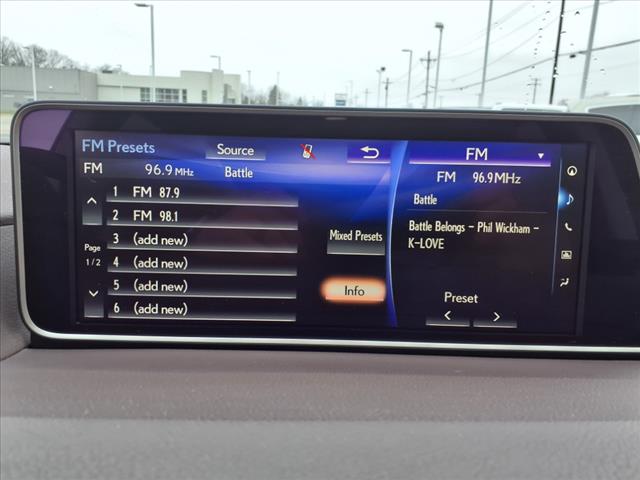 FM Presets
Source
FM 96.9 MHz
Battle
1 FM 87.9
2 FM 98.1
3 (add new)
4 (add new)
5 (add new)
6 (add new)
Page
1/2
Mixed Presets
Info
FM
FM 96.9 MHz
Battle
Battle Belongs – Phil Wickham –
K-LOVE
Preset